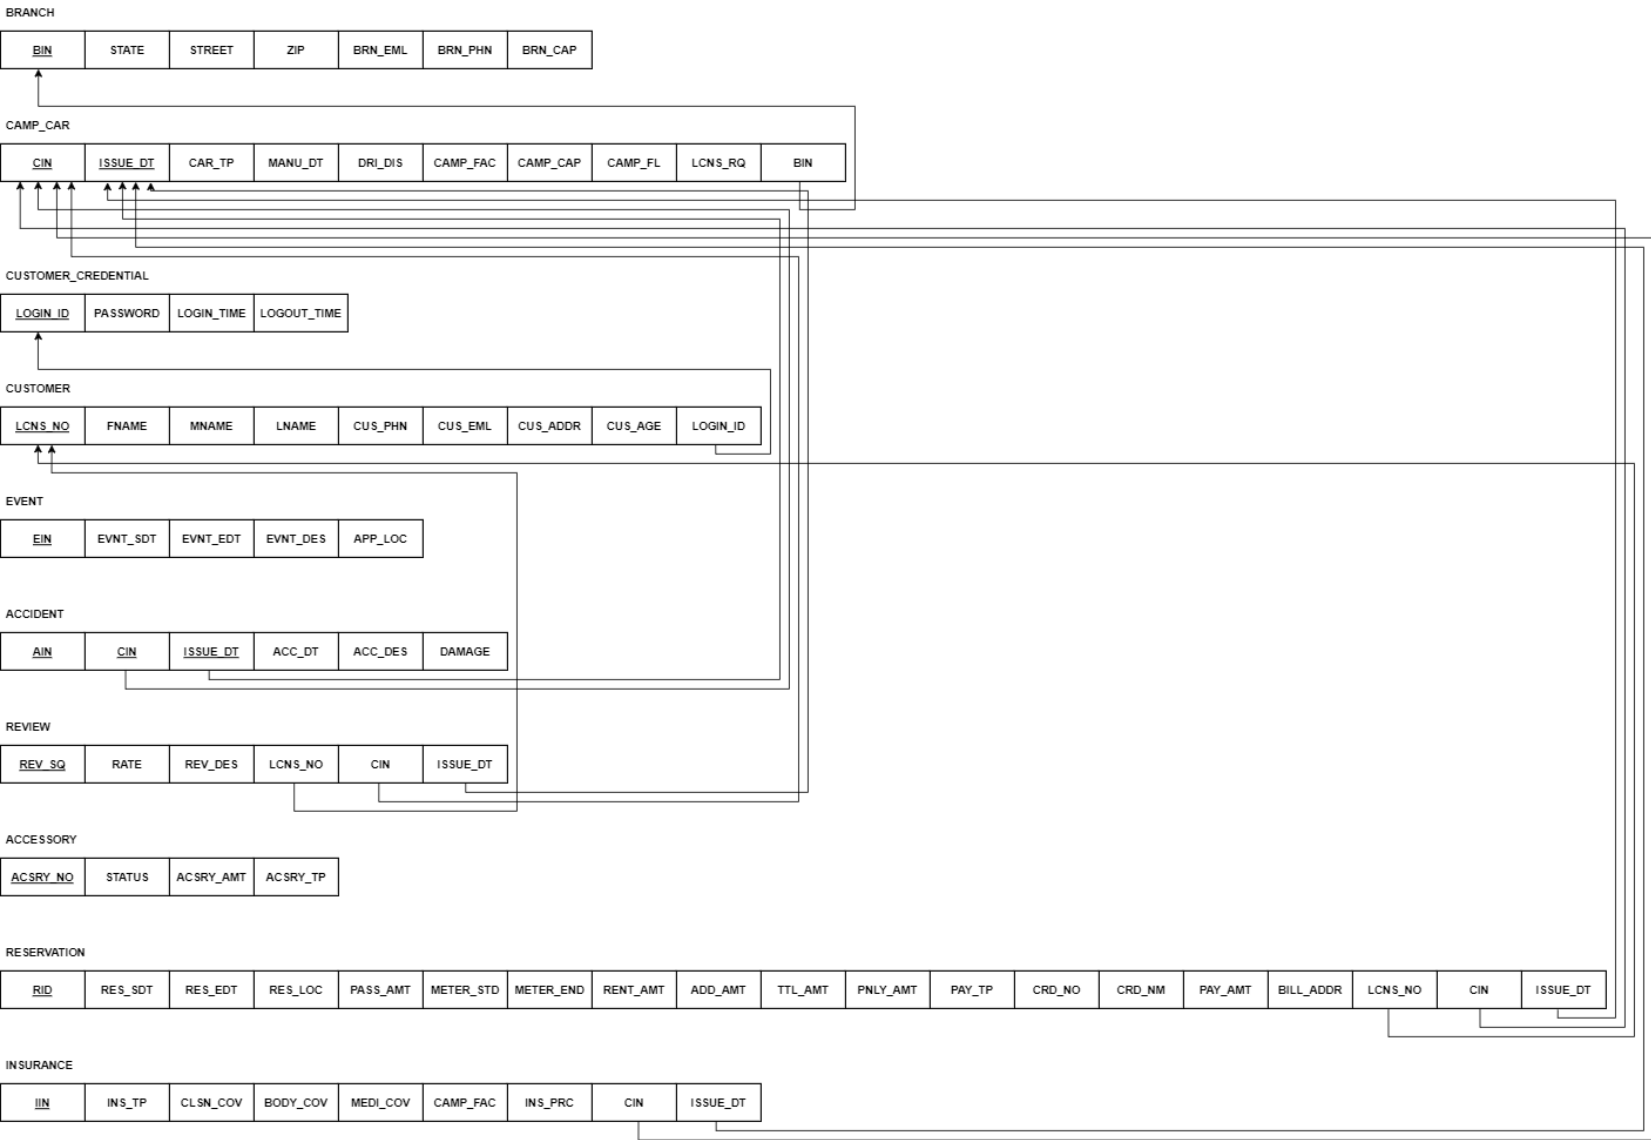 BRANCH
BIN STATE STREET ZIP BRN_EML BRN_PHN BRN_CAP
CAMP_CAR
CIN ISSUE_DT CAR_TP MANU_DT DRI_DIS CAMP_FAC CAMP_CAP CAMP_FL LCNS_RQ BIN
CUSTOMER_CREDENTIAL
LOGIN_ID PASSWORD LOGIN_TIME LOGOUT_TIME
CUSTOMER
LCNS_NO FNAME MNAME LNAME CUS_PHN CUS_EML CUS_ADDR CUS_AGE LOGIN_ID
EVENT
EIN EVNT_SDT EVNT_EDT EVNT_DES APP_LOC
ACCIDENT
AIN CIN ISSUE_DT ACC_DT ACC_DES DAMAGE
REVIEW
REV_SQ RATE REV_DES LCNS_NO CIN ISSUE_DT
ACCESSORY
ACSRY_NO STATUS ACSRY_AMT ACSRY_TP
RESERVATION
RID RES_SDT RES_EDT RES_LOC PASS_AMT METER_STD METER_END RENT_AMT ADD_AMT TTL_AMT PNLY_AMT PAY_TP CRD_NO CRD_NM PAY_AMT BILL_ADDR LCNS_NO CIN ISSUE_DT
INSURANCE
IIN INS_TP CLSN_COV BODY_COV MEDI_COV CAMP_FAC INS_PRC CIN ISSUE_DT